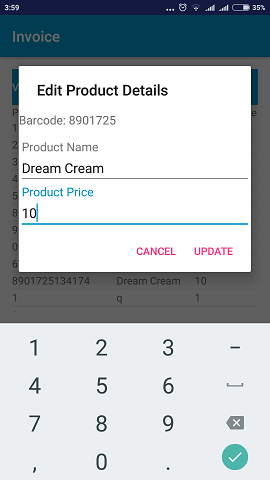 3:59 ... 35%
Invoice
Edit Product Details
Barcode: 8901725
Product Name
Dream Cream
Product Price
10
CANCEL UPDATE
8901725134174 Dream Cream 10
1 q 1
1 2 3 -
4 5 6
7 8 9
, 0 .